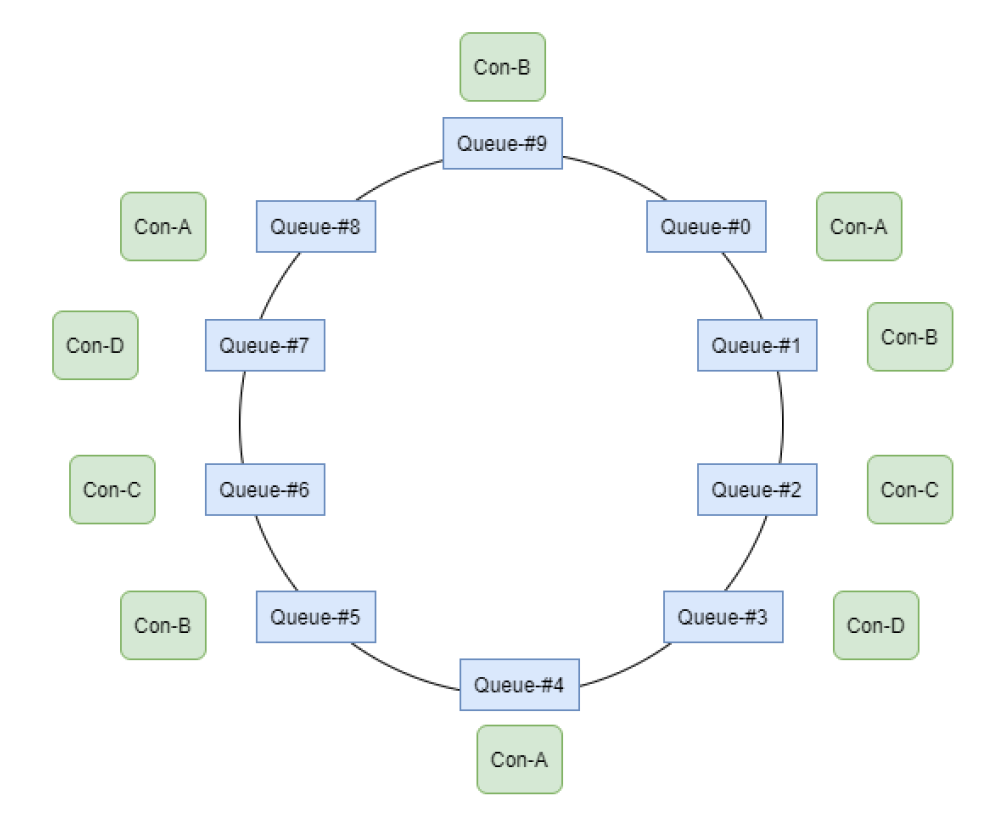 Con-B
Queue-#9
Con-A
Queue-#8
Queue-#0
Con-A
Con-D
Queue-#7
Queue-#1
Con-B
Con-C
Queue-#6
Queue-#2
Con-C
Con-B
Queue-#5
Queue-#3
Con-D
Queue-#4
Con-A